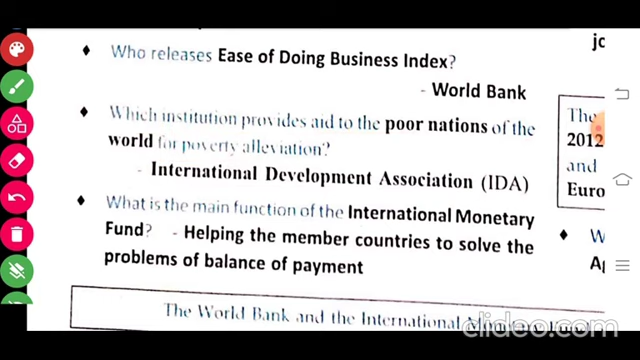 jc
♦ Who releases Ease of Doing Business Index?
- World Bank
♦ Which institution provides aid to the poor nations of the
world for poverty alleviation?
- International Development Association (IDA)
♦ What is the main function of the International Monetary
Fund? - Helping the member countries to solve the
problems of balance of payment
The World Bank and the International
The
2012
and
Euro
♦ W
Ap
clideo.com